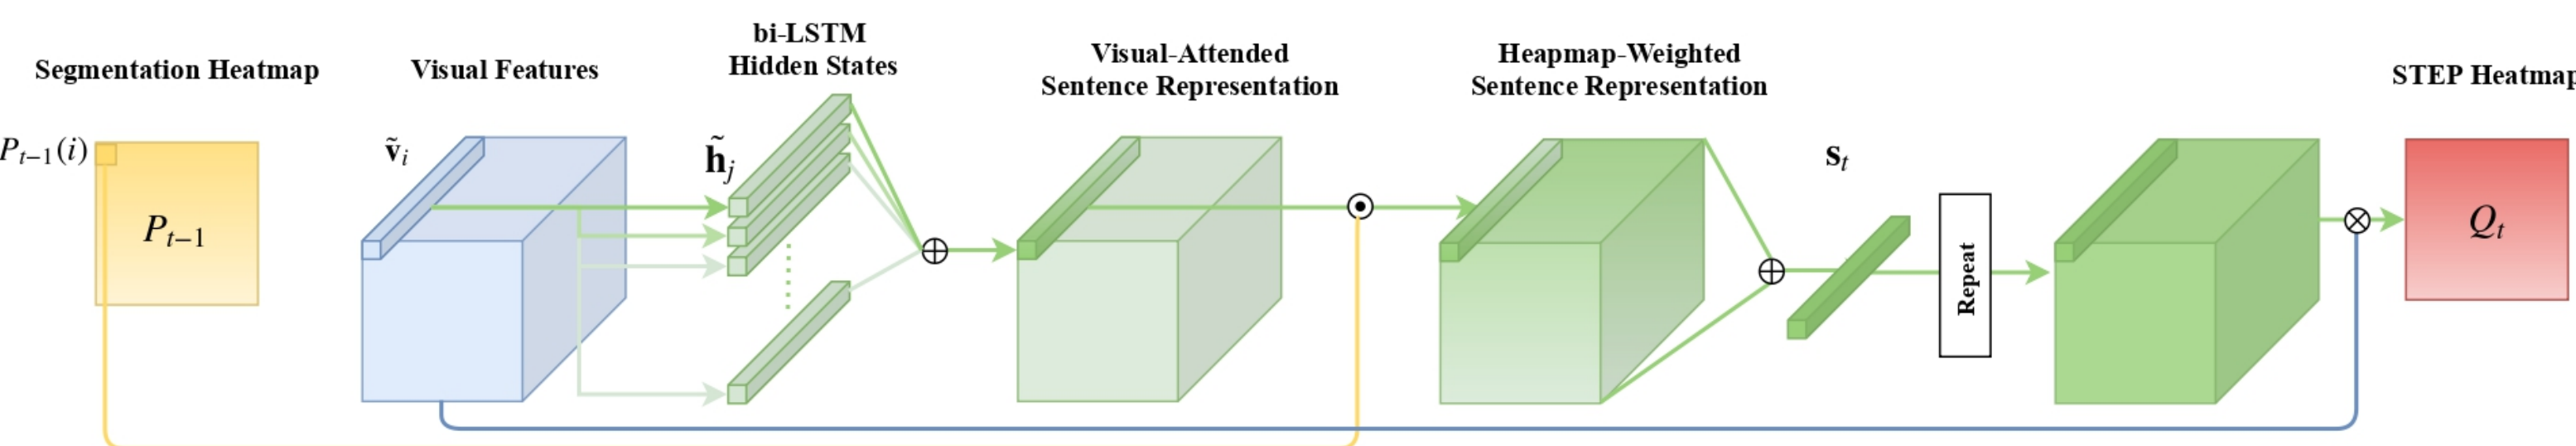 Segmentation Heatmap
Visual Features
bi-LSTM
Hidden States
Visual-Attended
Sentence Representation
Heapmap-Weighted
Sentence Representation
STEP Heatmap
P_{t−1}(i)
P_{t−1}
ṽ_i
h̃_j
s_t
Repeat
Q_t